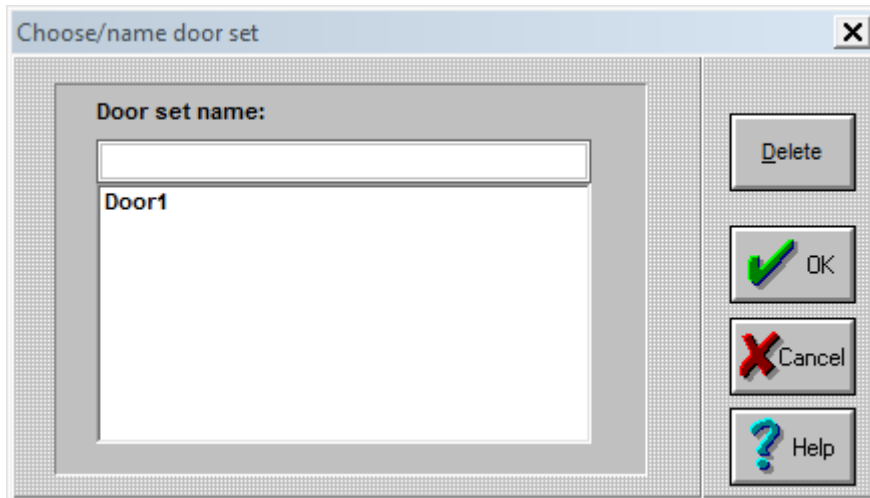 Choose/name door set
Door set name:
Door1
Delete
OK
Cancel
Help